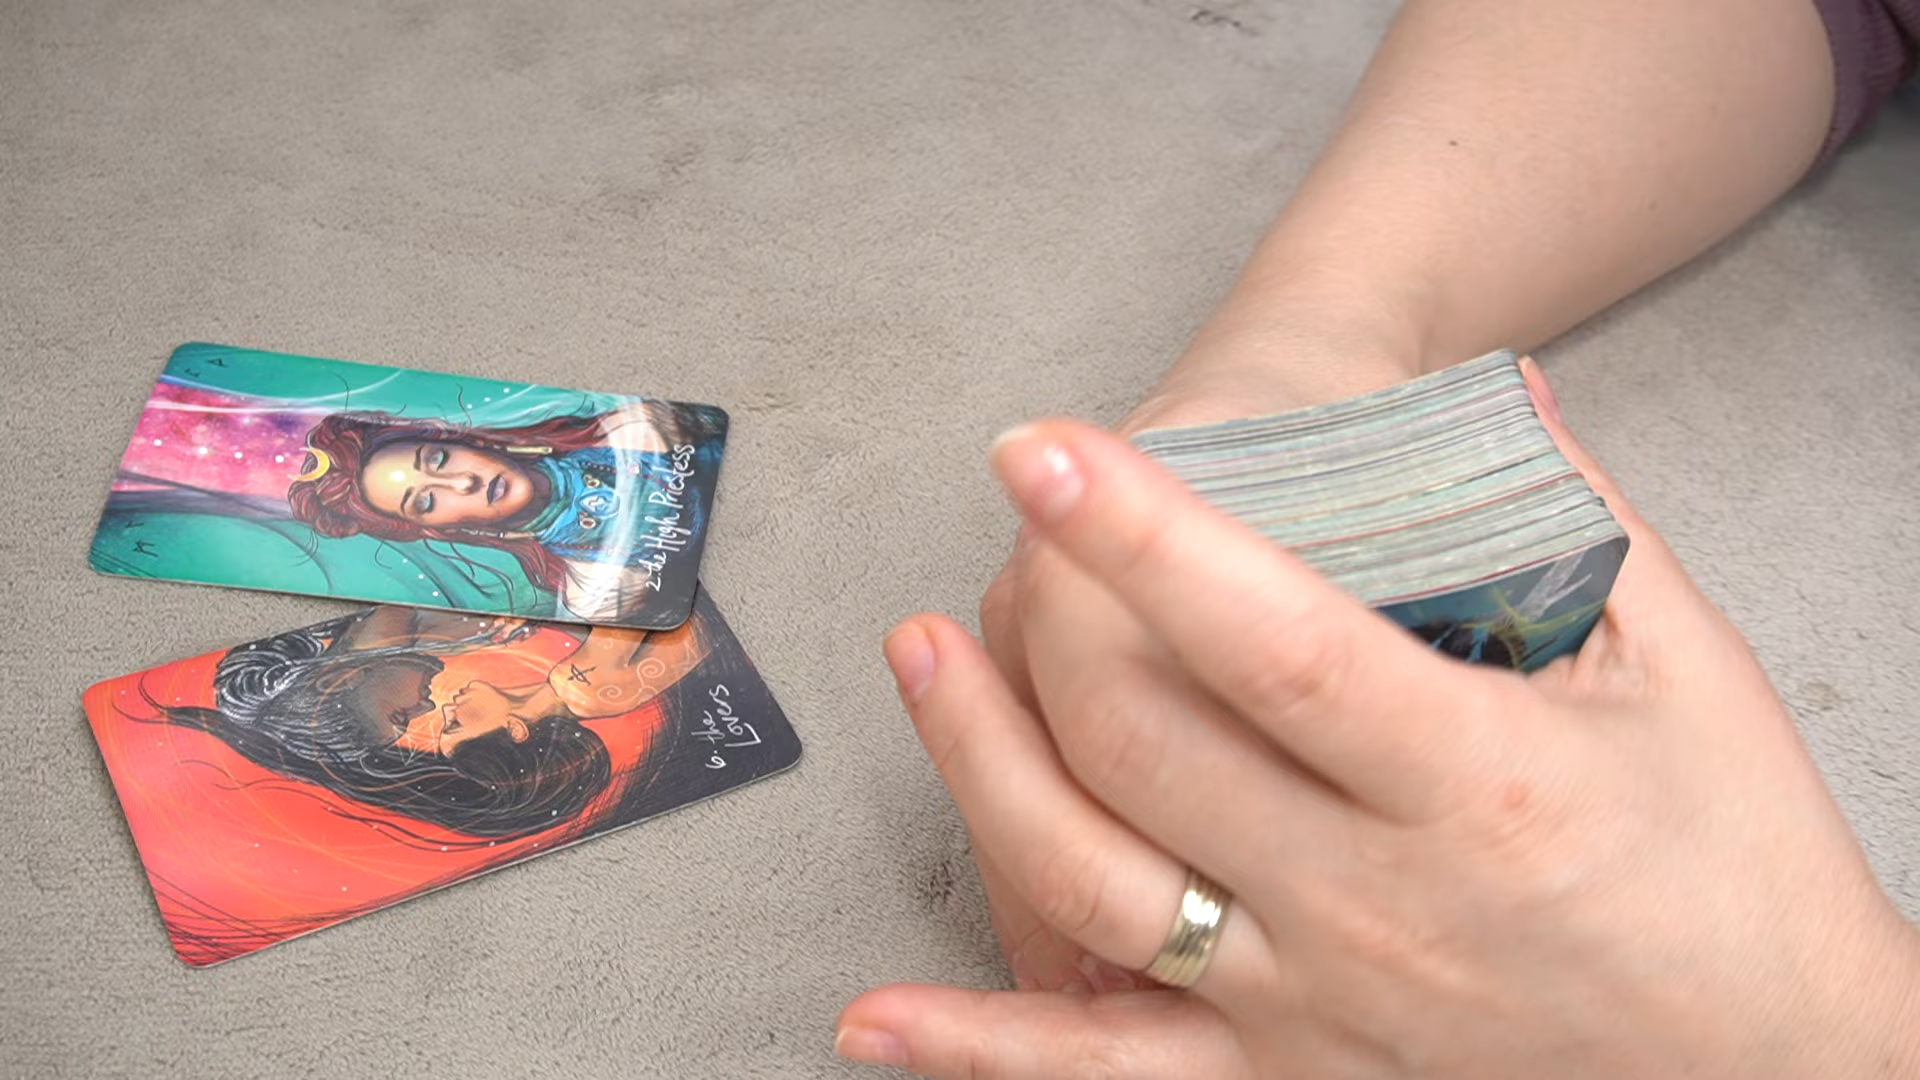 2. the High Priestess
6. the
Lovers